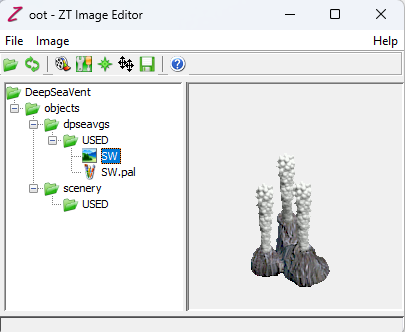 oot - ZT Image Editor
File Image Help
DeepSeaVent
objects
dpseavgs
USED
SW
SW.pal
scenery
USED